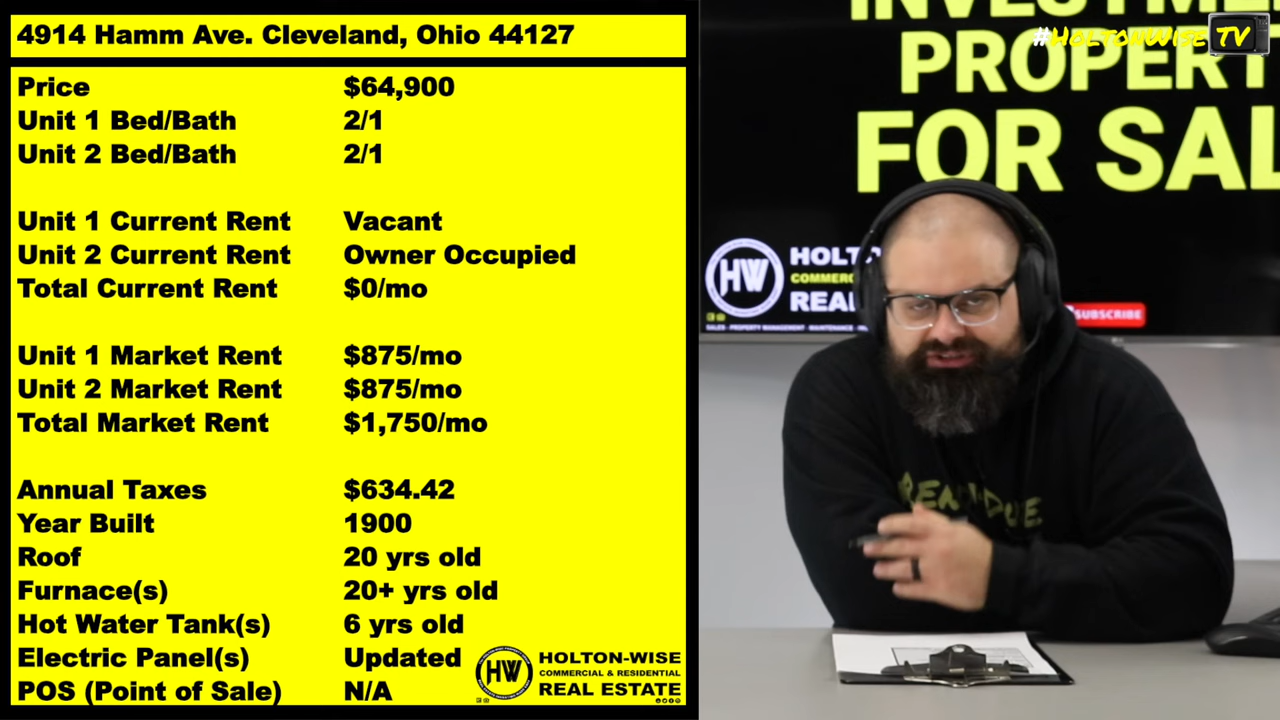 4914 Hamm Ave. Cleveland, Ohio 44127
Price $64,900
Unit 1 Bed/Bath 2/1
Unit 2 Bed/Bath 2/1
Unit 1 Current Rent Vacant
Unit 2 Current Rent Owner Occupied
Total Current Rent $0/mo
Unit 1 Market Rent $875/mo
Unit 2 Market Rent $875/mo
Total Market Rent $1,750/mo
Annual Taxes $634.42
Year Built 1900
Roof 20 yrs old
Furnace(s) 20+ yrs old
Hot Water Tank(s) 6 yrs old
Electric Panel(s) Updated
POS (Point of Sale) N/A
HW
HOLTON-WISE
COMMERCIAL & RESIDENTIAL
REAL ESTATE
#HoltonWise TV
INVESTME
PROPERT
FOR SAL
HW
HOLT
COMMERC
REAL
SUBSCRIBE